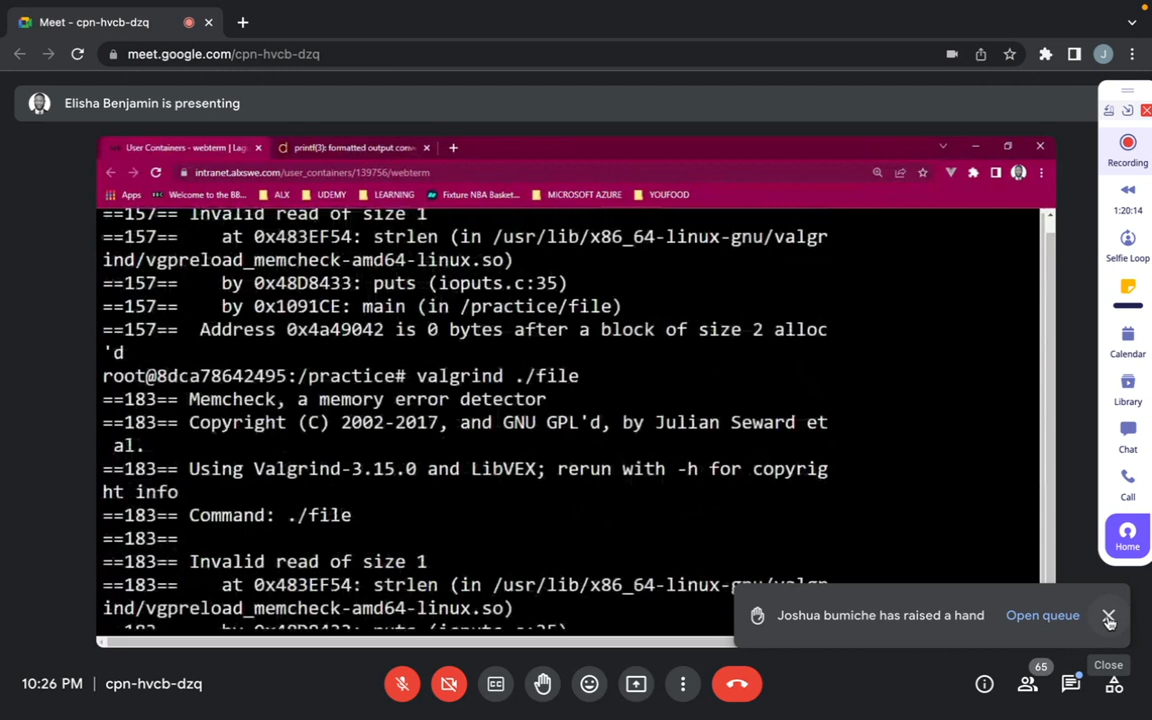 Meet - cpn-hvcb-dzq
meet.google.com/cpn-hvcb-dzq
J
Elisha Benjamin is presenting
User Containers - webterm | Lag
printf(3): formatted output conv
intranet.alxswe.com/user_containers/139756/webterm
Apps
Welcome to the BB...
ALX
UDEMY
LEARNING
Fixture NBA Basket...
MICROSOFT AZURE
YOUFOOD
==157== Invalid read of size 1
==157==    at 0x483EF54: strlen (in /usr/lib/x86_64-linux-gnu/valgr
ind/vgpreload_memcheck-amd64-linux.so)
==157==    by 0x48D8433: puts (ioputs.c:35)
==157==    by 0x1091CE: main (in /practice/file)
==157==  Address 0x4a49042 is 0 bytes after a block of size 2 alloc
'd
root@8dca78642495:/practice# valgrind ./file
==183== Memcheck, a memory error detector
==183== Copyright (C) 2002-2017, and GNU GPL'd, by Julian Seward et
al.
==183== Using Valgrind-3.15.0 and LibVEX; rerun with -h for copyrig
ht info
==183== Command: ./file
==183==
==183== Invalid read of size 1
==183==    at 0x483EF54: strlen (in /usr/lib/x86_64-linux-gnu/valgr
ind/vgpreload_memcheck-amd64-linux.so)
==183==    by 0x48D8433: puts (ioputs.c:35)
Recording
1:20:14
Selfie Loop
Calendar
Library
Chat
Call
Home
Joshua bumiche has raised a hand
Open queue
Close
10:26 PM | cpn-hvcb-dzq
CC
65